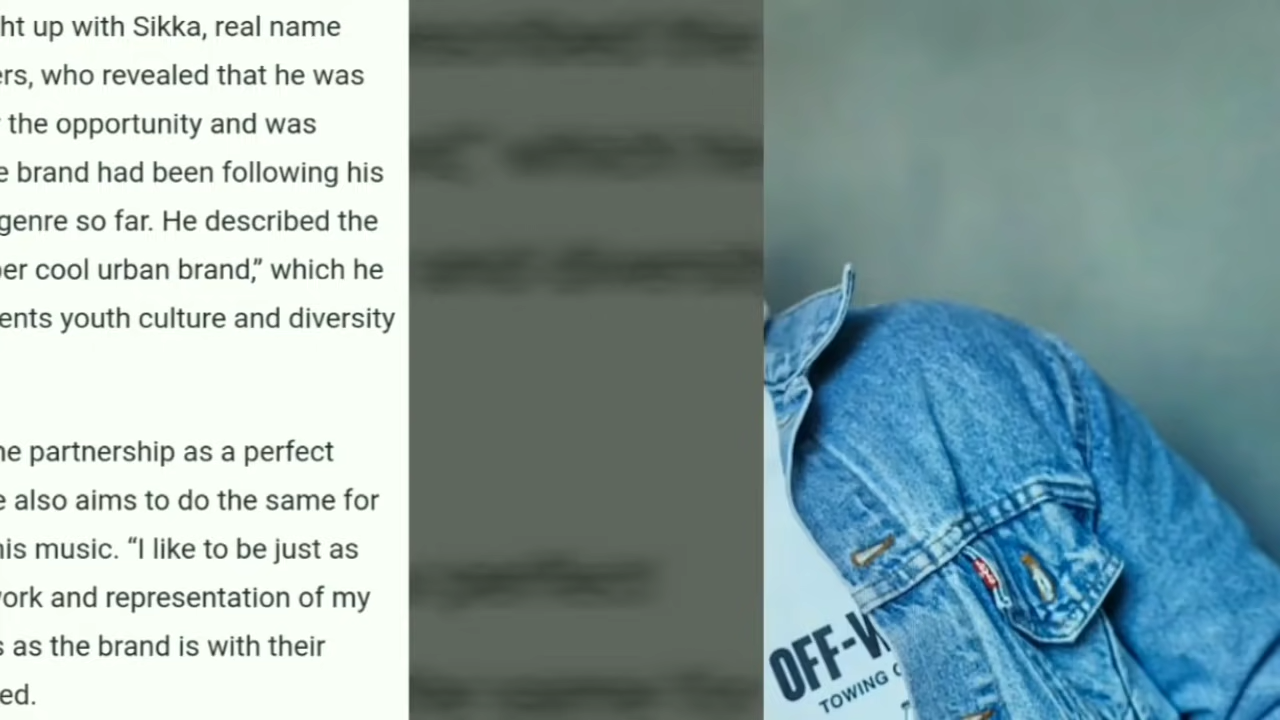 ht up with Sikka, real name
ers, who revealed that he was
the opportunity and was
e brand had been following his
genre so far. He described the
per cool urban brand,” which he
ents youth culture and diversity
he partnership as a perfect
e also aims to do the same for
his music. “I like to be just as
work and representation of my
s as the brand is with their
ed.
OFF-W
TOWING